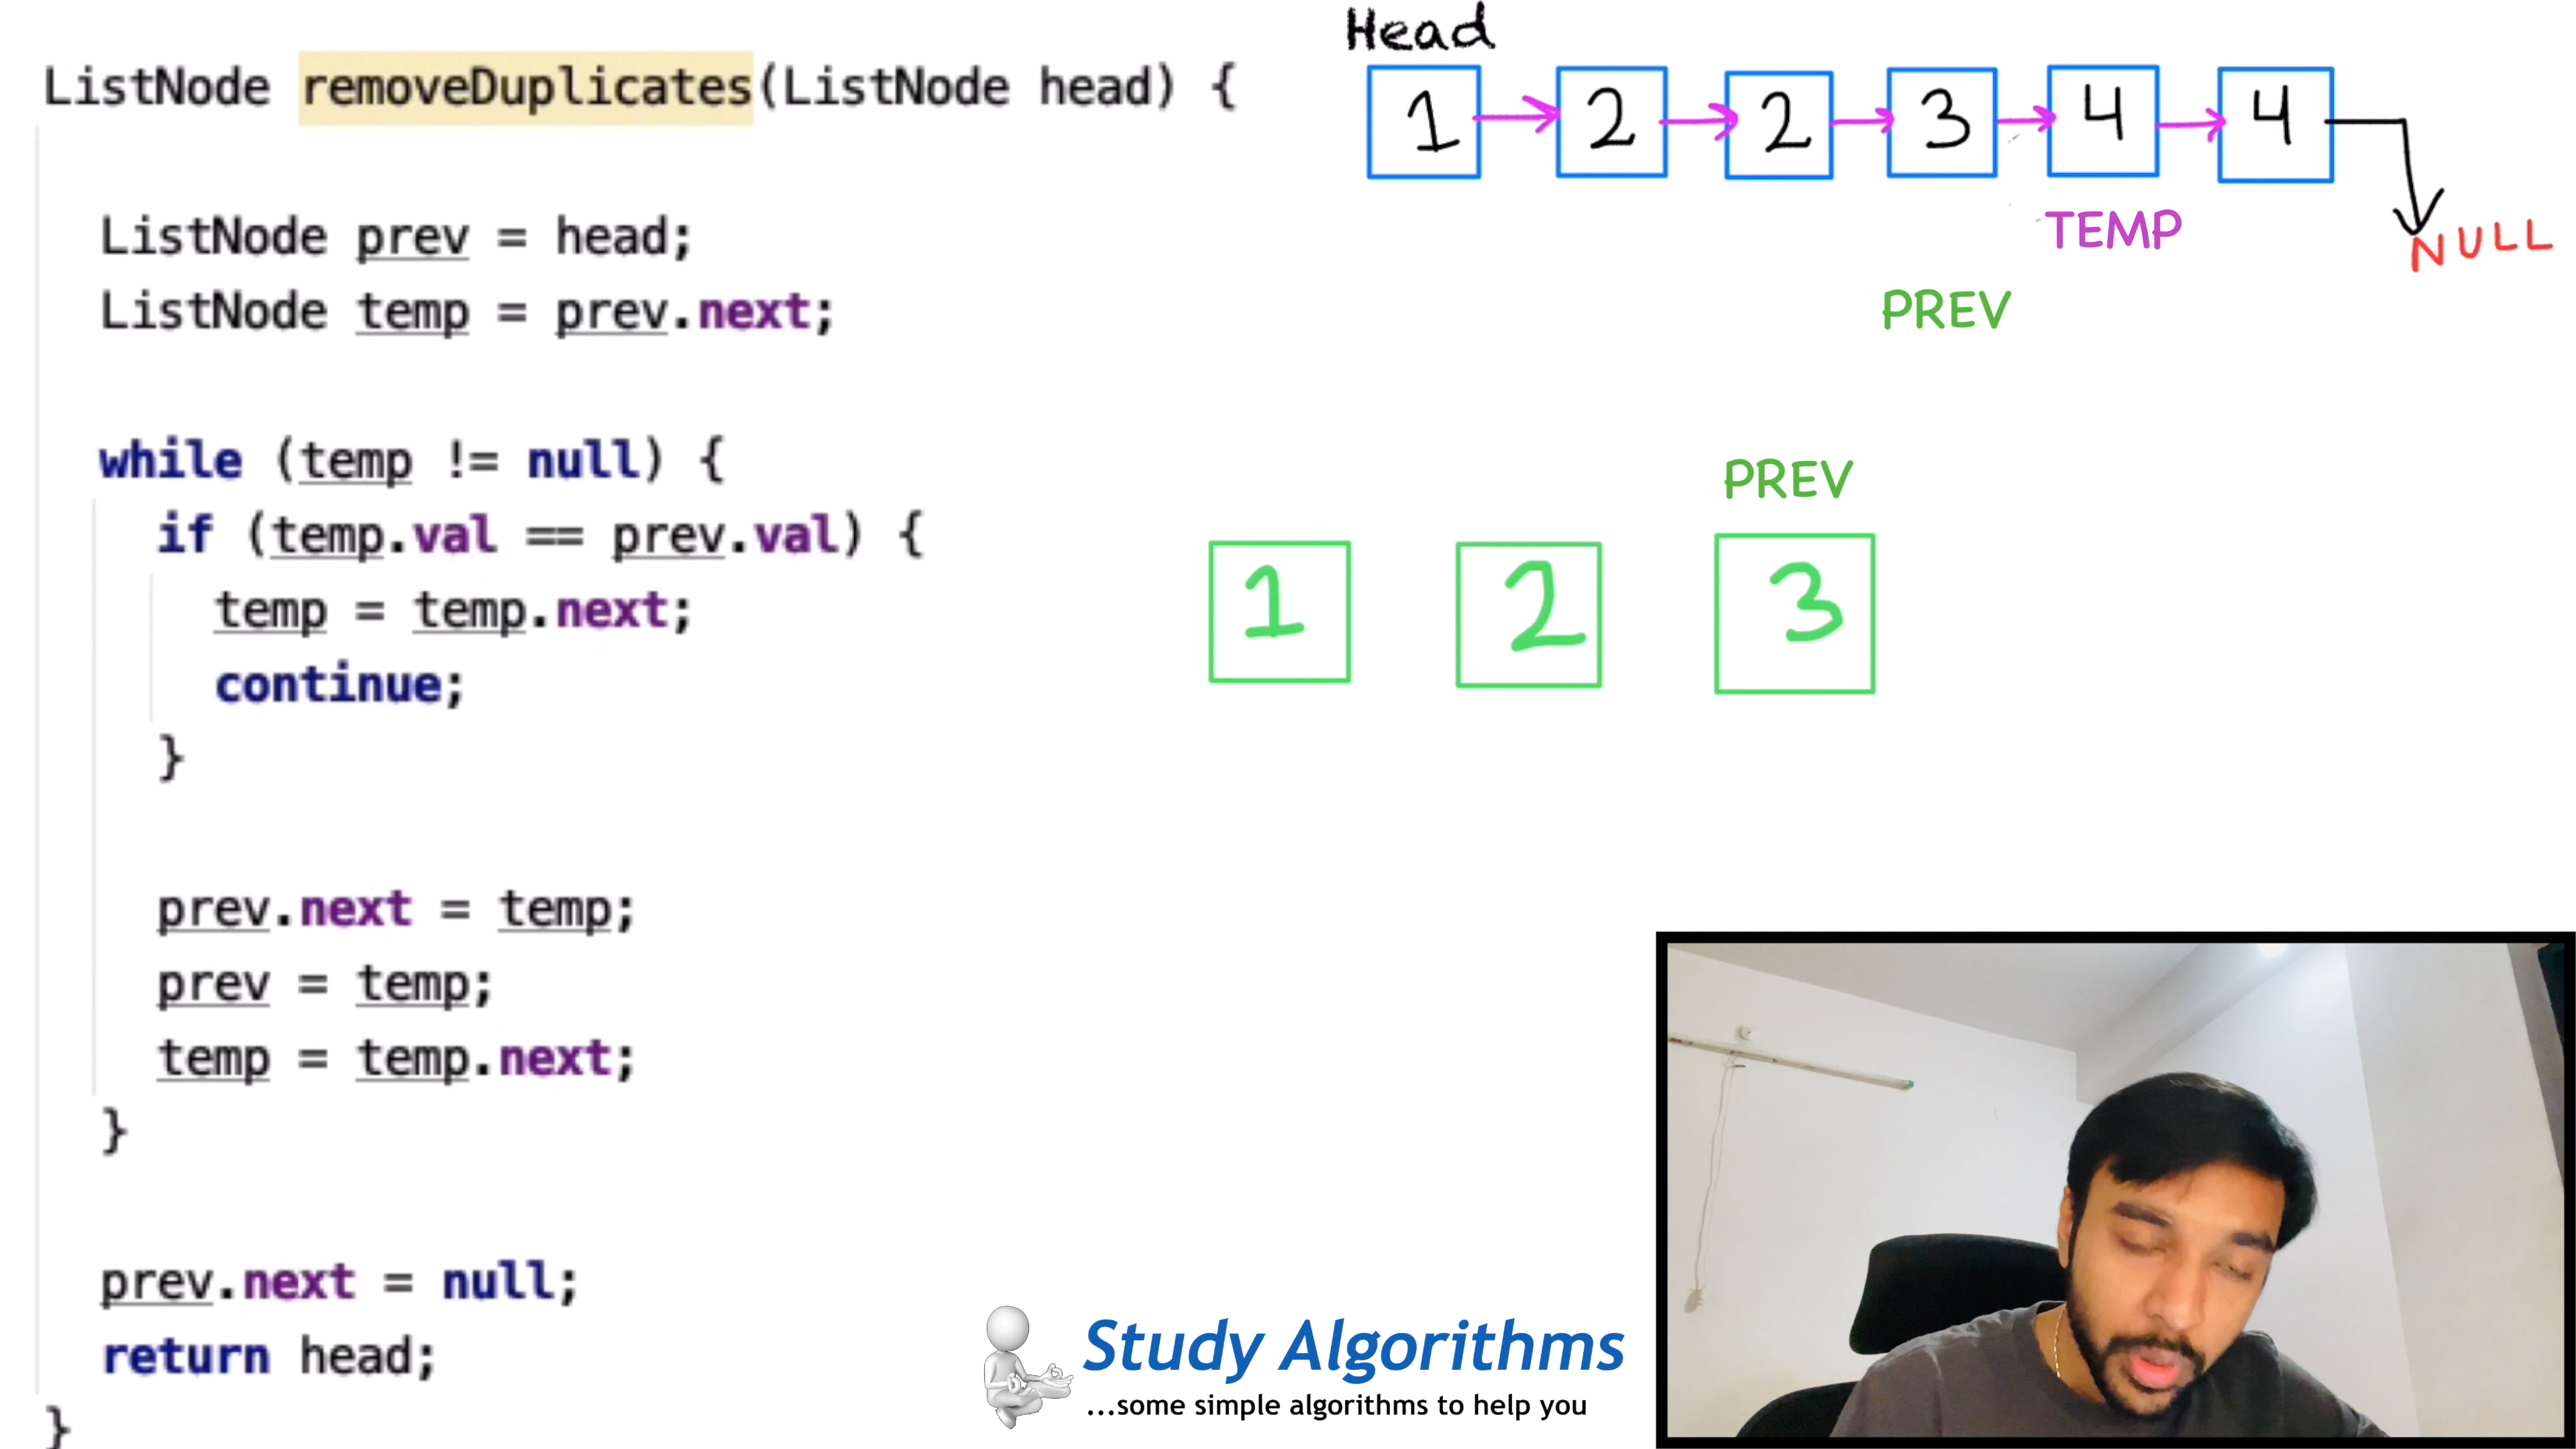 ListNode removeDuplicates(ListNode head) {
ListNode prev = head;
ListNode temp = prev.next;
while (temp != null) {
if (temp.val == prev.val) {
temp = temp.next;
continue;
}
prev.next = temp;
prev = temp;
temp = temp.next;
}
prev.next = null;
return head;
}
Head
1 2 2 3 4 4
TEMP
NULL
PREV
PREV
1 2 3
Study Algorithms
...some simple algorithms to help you